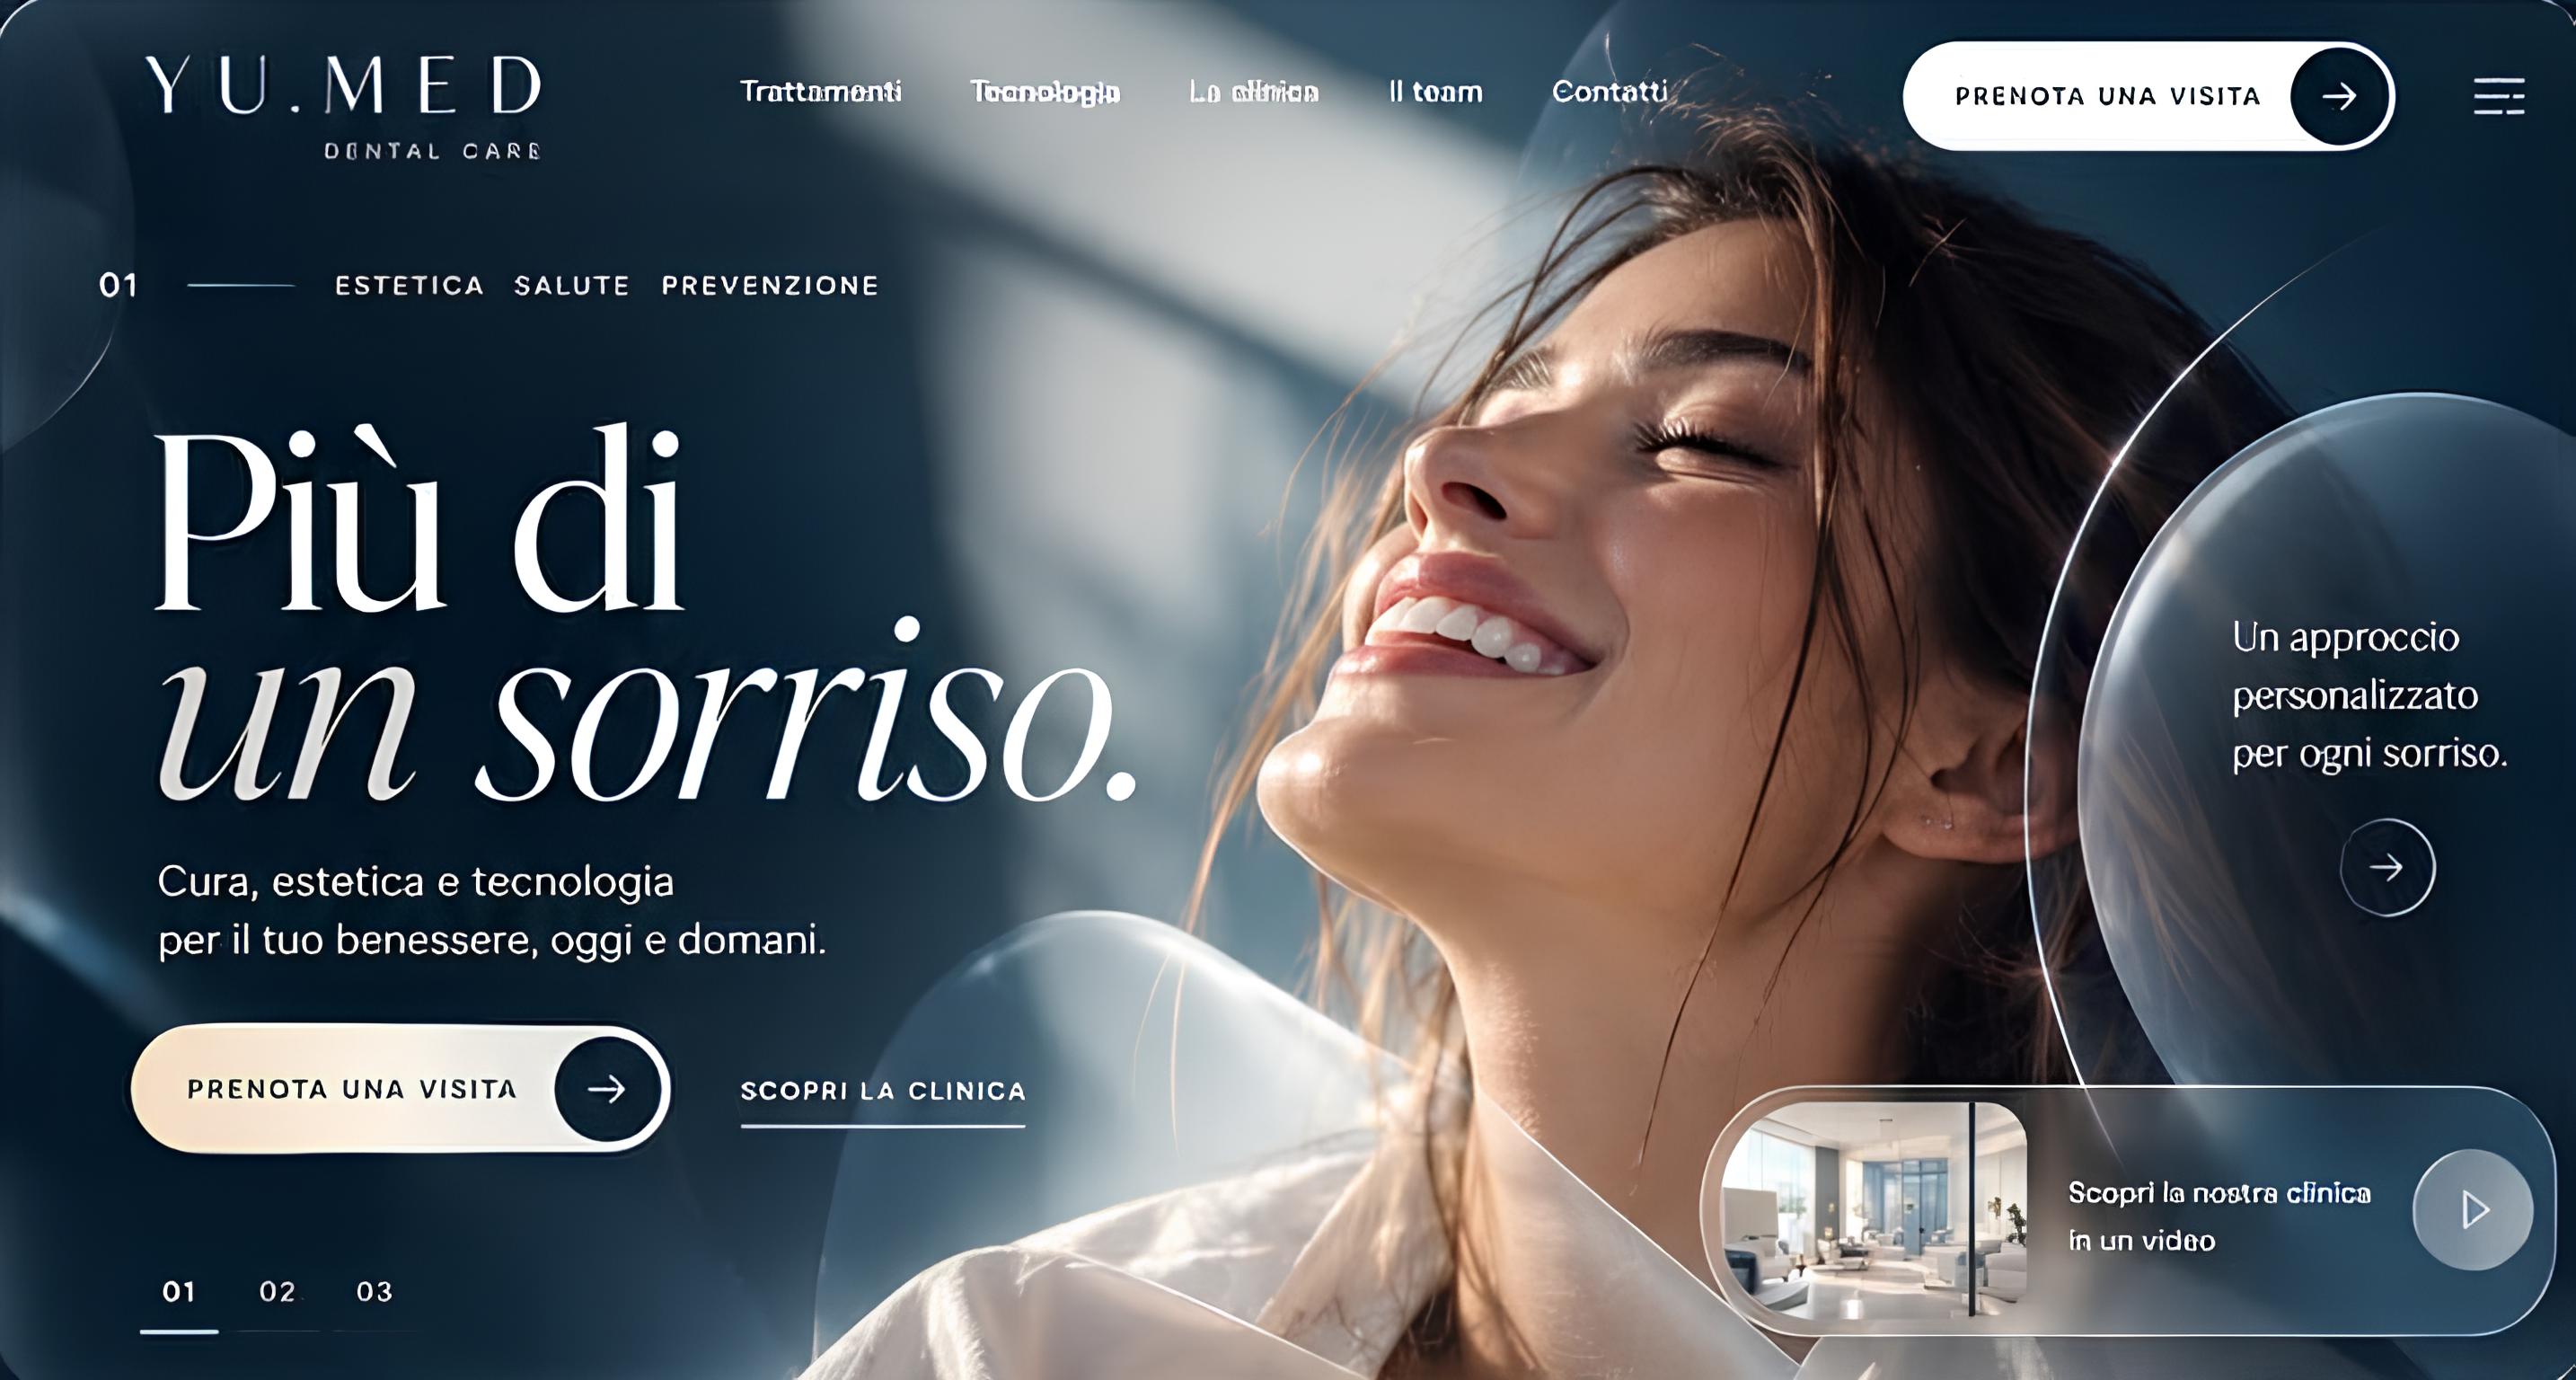 YU.MED
DENTAL CARE
Trattamenti
Tecnologia
La clinica
Il team
Contatti
PRENOTA UNA VISITA
01
ESTETICA SALUTE PREVENZIONE
Più di
un sorriso.
Cura, estetica e tecnologia
per il tuo benessere, oggi e domani.
PRENOTA UNA VISITA
SCOPRI LA CLINICA
Un approccio
personalizzato
per ogni sorriso.
Scopri la nostra clinica
in un video
01 02 03